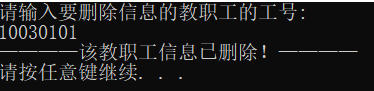 请输入要删除信息的教职工的工号:
10030101
————该教职工信息已删除！————
请按任意键继续. . .